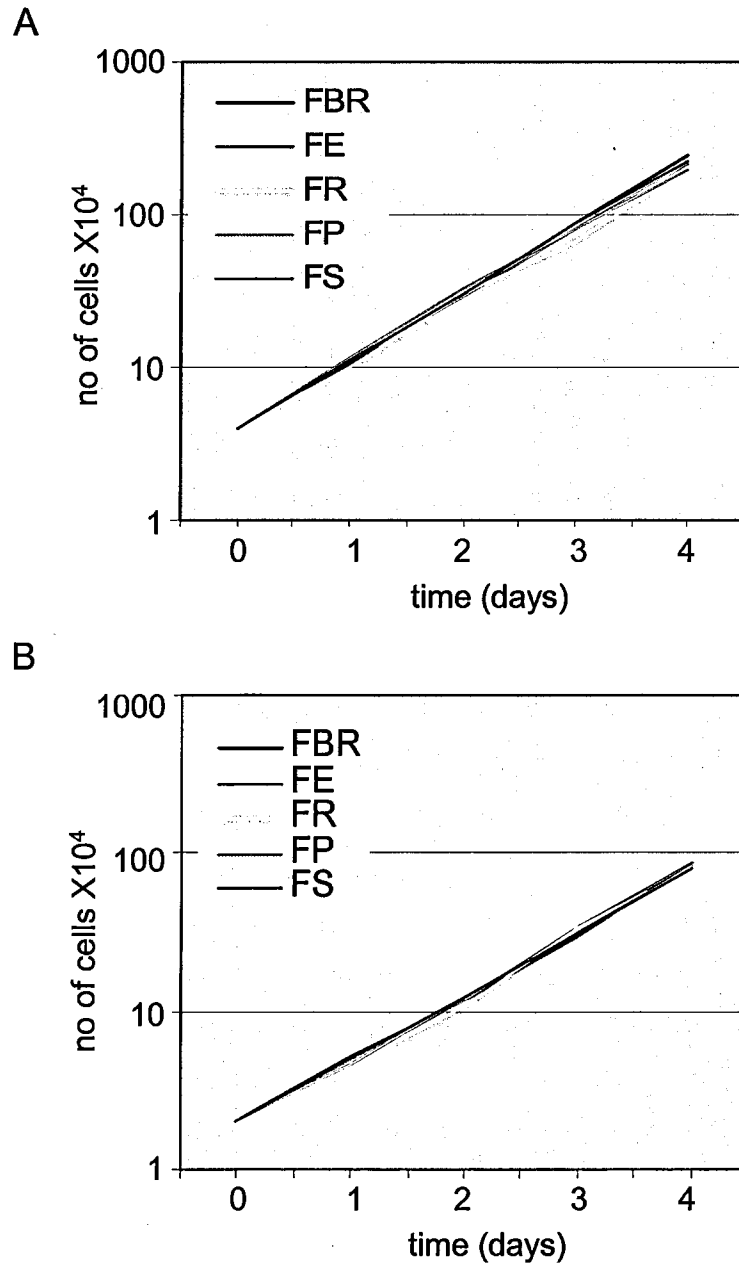 A
1000
100
10
1
no of cells X10⁴
FBR
FE
FR
FP
FS
0 1 2 3 4
time (days)
B
1000
100
10
1
no of cells X10⁴
FBR
FE
FR
FP
FS
0 1 2 3 4
time (days)